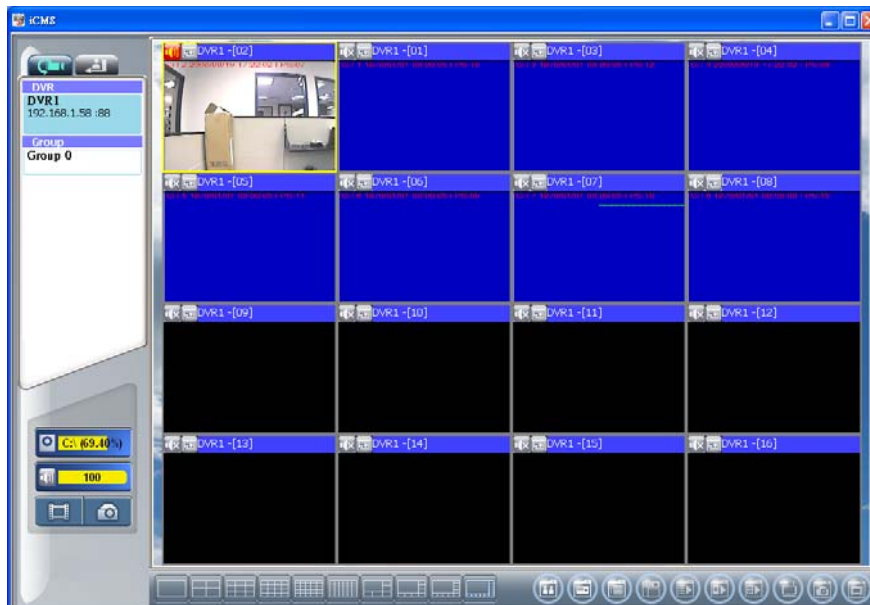 iCMS
DVR
DVR1
192.168.1.58 :88
Group
Group 0
C:\ (69.40%)
100
DVR1 -[02]
DVR1 -[01]
DVR1 -[03]
DVR1 -[04]
DVR1 -[05]
DVR1 -[06]
DVR1 -[07]
DVR1 -[08]
DVR1 -[09]
DVR1 -[10]
DVR1 -[11]
DVR1 -[12]
DVR1 -[13]
DVR1 -[14]
DVR1 -[15]
DVR1 -[16]